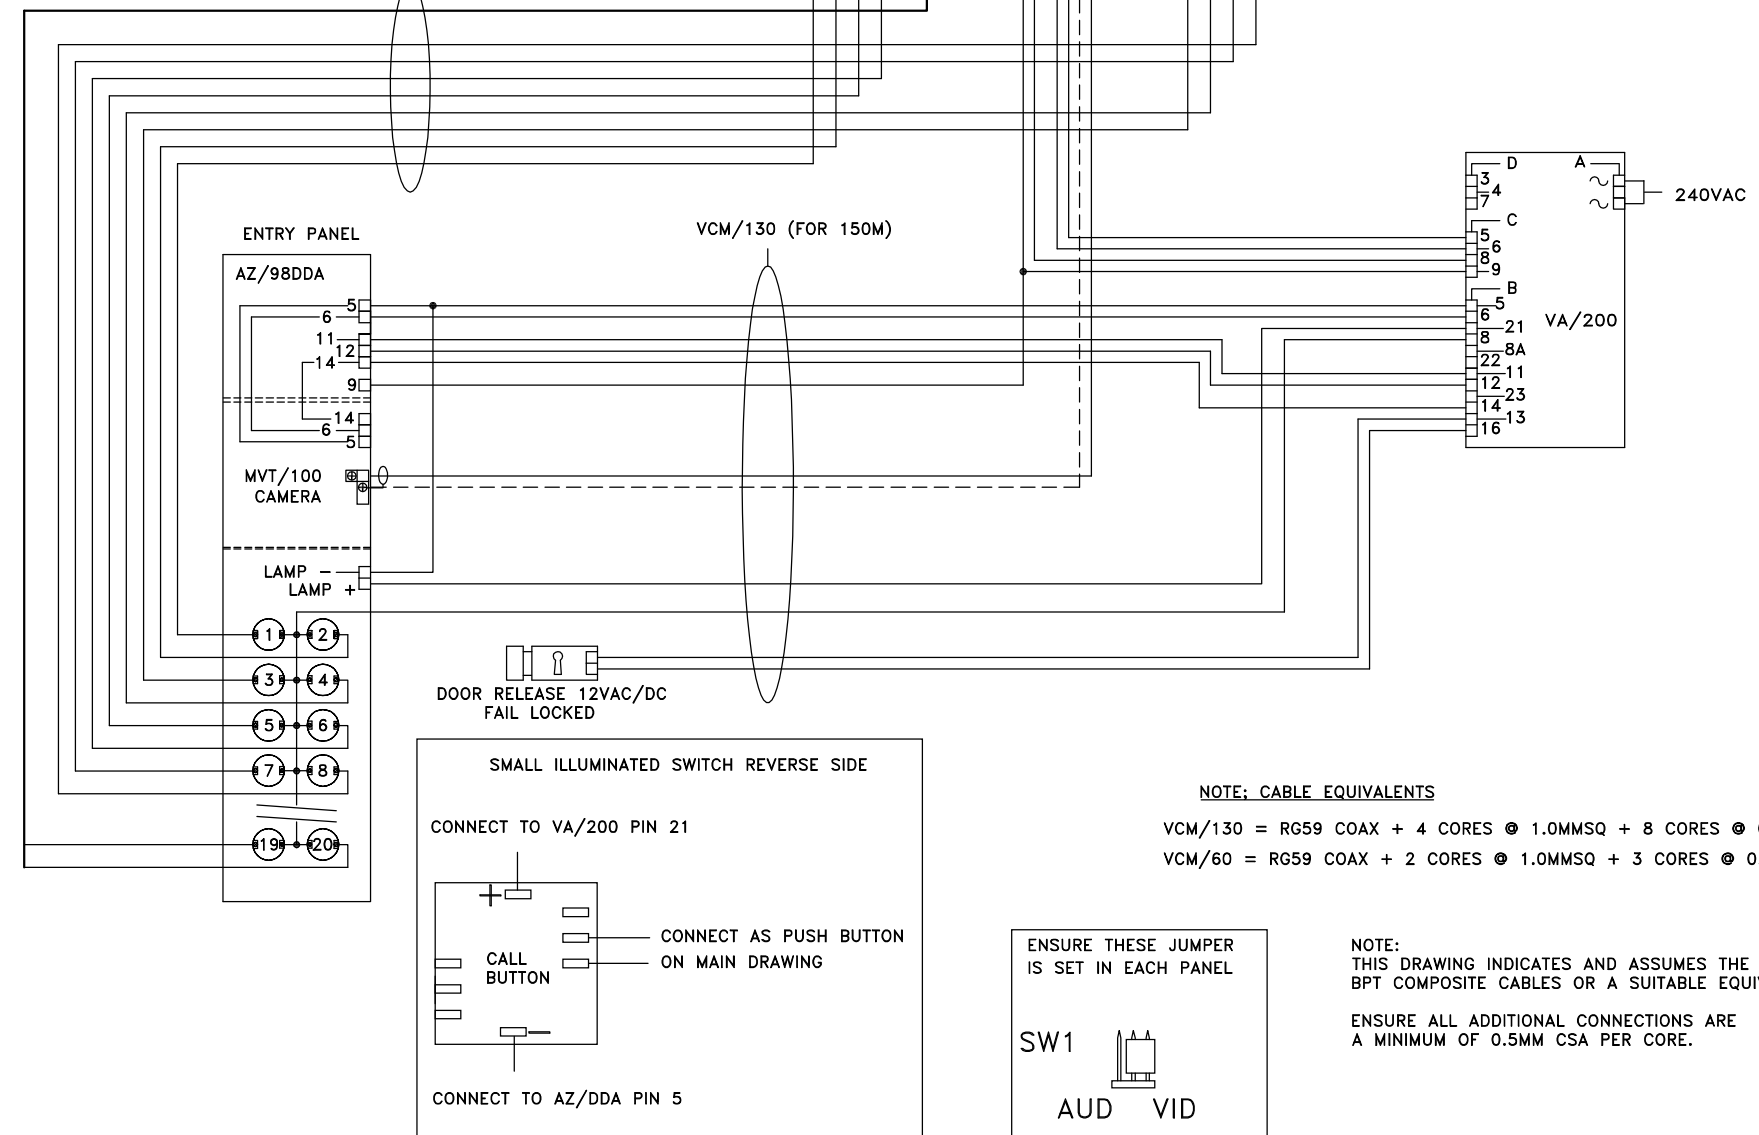 D
A
3
4
7
240VAC
C
5
6
8
9
B
5
6
21
8
8A
22
11
12
23
14
13
16
VA/200
ENTRY PANEL
AZ/98DDA
5
6
11
12
14
9
14
6
5
MVT/100
CAMERA
LAMP -
LAMP +
1 2
3 4
5 6
7 8
19 20
VCM/130 (FOR 150M)
DOOR RELEASE 12VAC/DC
FAIL LOCKED
SMALL ILLUMINATED SWITCH REVERSE SIDE
CONNECT TO VA/200 PIN 21
+
CALL
BUTTON
CONNECT AS PUSH BUTTON
ON MAIN DRAWING
-
CONNECT TO AZ/DDA PIN 5
NOTE; CABLE EQUIVALENTS
VCM/130 = RG59 COAX + 4 CORES @ 1.0MMSQ + 8 CORES @
VCM/60 = RG59 COAX + 2 CORES @ 1.0MMSQ + 3 CORES @ 0
ENSURE THESE JUMPER
IS SET IN EACH PANEL
SW1
AUD VID
NOTE:
THIS DRAWING INDICATES AND ASSUMES THE
BPT COMPOSITE CABLES OR A SUITABLE
ENSURE ALL ADDITIONAL CONNECTIONS ARE
A MINIMUM OF 0.5MM CSA PER CORE.